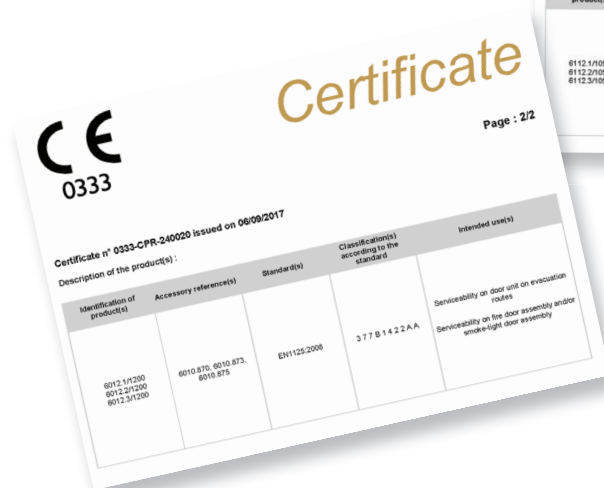 Certificate
CE
0333
Page : 2/2
Certificate n° 0333-CPR-240020 issued on 06/09/2017
Description of the product(s) :
Identification of
product(s)
Accessory reference(s)
Standard(s)
Classification(s)
according to the
standard
Intended use(s)
6012.1/1200
6012.2/1200
6012.3/1200
6010.870, 6010.873,
6010.875
EN1125:2008
3 7 7 B 1 4 2 2 A A
Serviceability on door unit on evacuation
routes
Serviceability on fire door assembly and/or
smoke-light door assembly